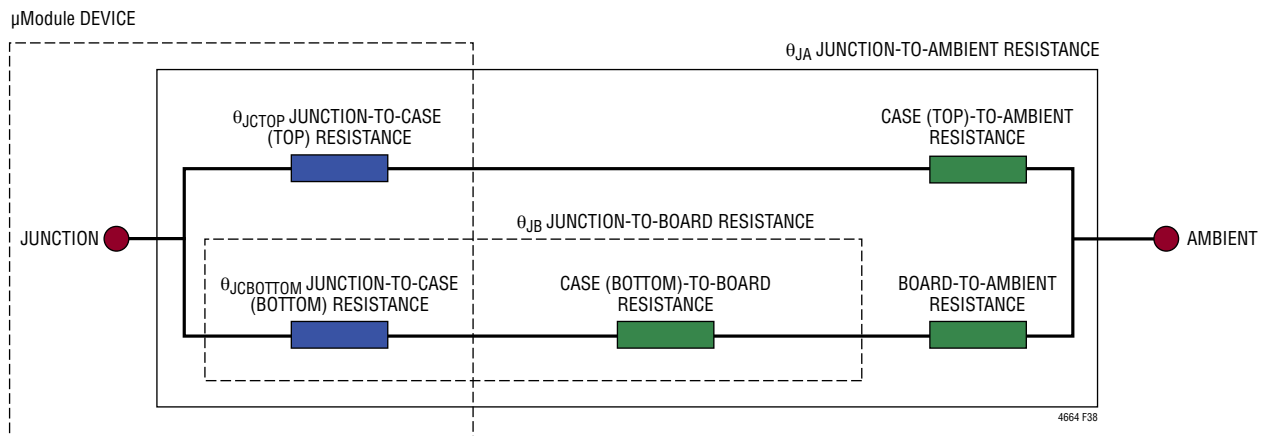 µModule DEVICE
θJA JUNCTION-TO-AMBIENT RESISTANCE
θJCTOP JUNCTION-TO-CASE
(TOP) RESISTANCE
CASE (TOP)-TO-AMBIENT
RESISTANCE
θJB JUNCTION-TO-BOARD RESISTANCE
JUNCTION
AMBIENT
θJCBOTTOM JUNCTION-TO-CASE
(BOTTOM) RESISTANCE
CASE (BOTTOM)-TO-BOARD
RESISTANCE
BOARD-TO-AMBIENT
RESISTANCE
4664 F38